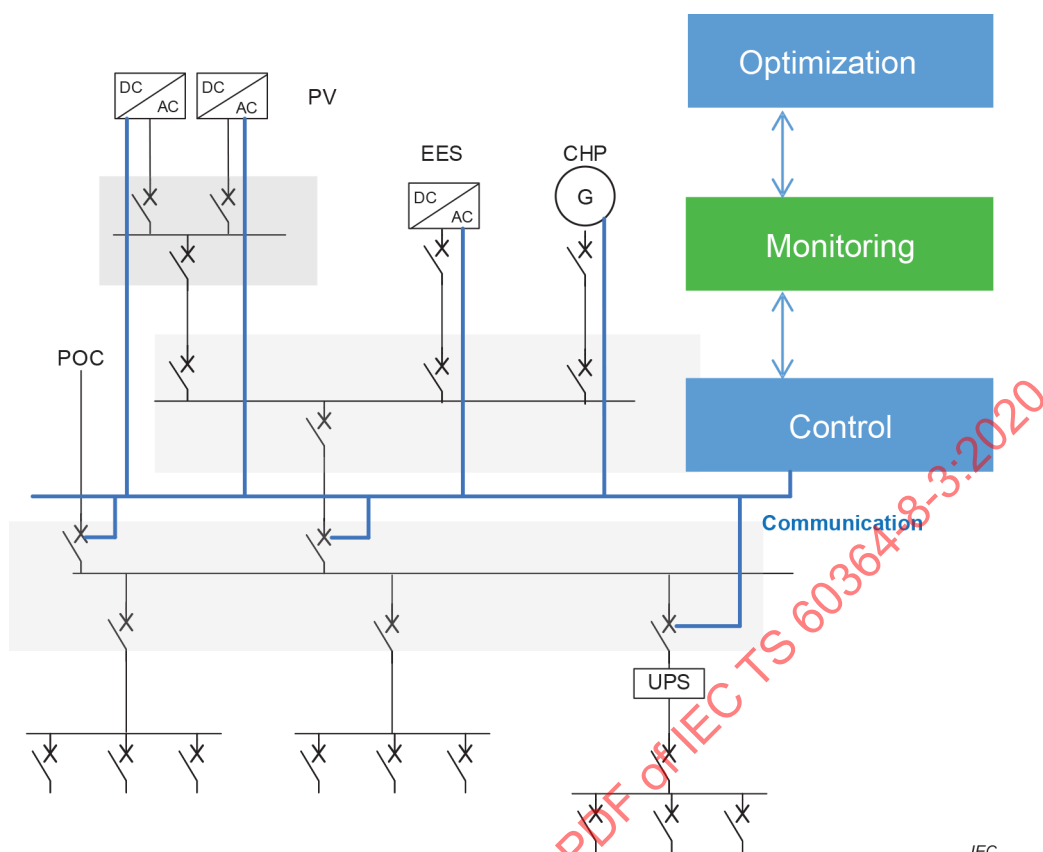 DC
AC
DC
AC
PV
Optimization
EES
CHP
DC
AC
G
Monitoring
POC
Control
Communication
UPS
PDF of IEC TS 60364-8-3:2020
IEC